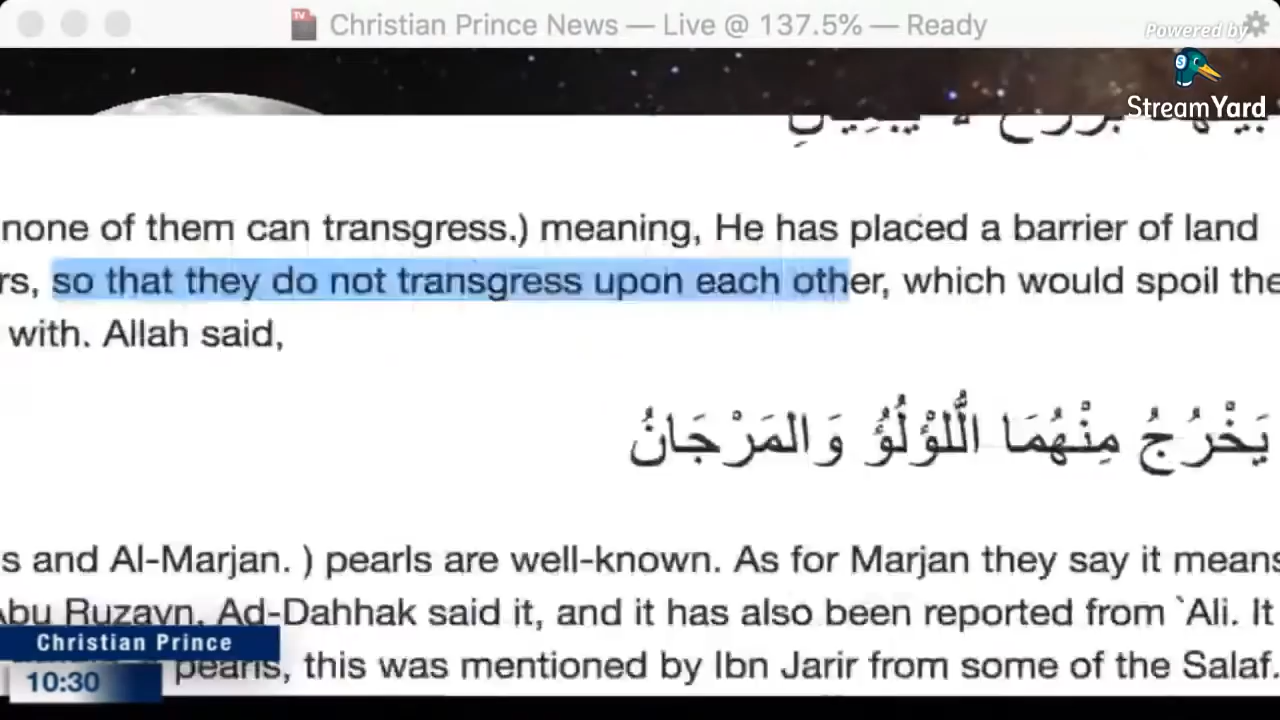 Christian Prince News — Live @ 137.5% — Ready
Powered by
StreamYard
none of them can transgress.) meaning, He has placed a barrier of land
rs, so that they do not transgress upon each other, which would spoil the
with. Allah said,
يَخْرُجُ مِنْهُمَا الُّلؤْلُؤُ وَالمَرْجَانُ
s and Al-Marjan. ) pearls are well-known. As for Marjan they say it means
Abu Ruzayn, Ad-Dahhak said it, and it has also been reported from `Ali. It
pearls, this was mentioned by Ibn Jarir from some of the Salaf.
Christian Prince
10:30